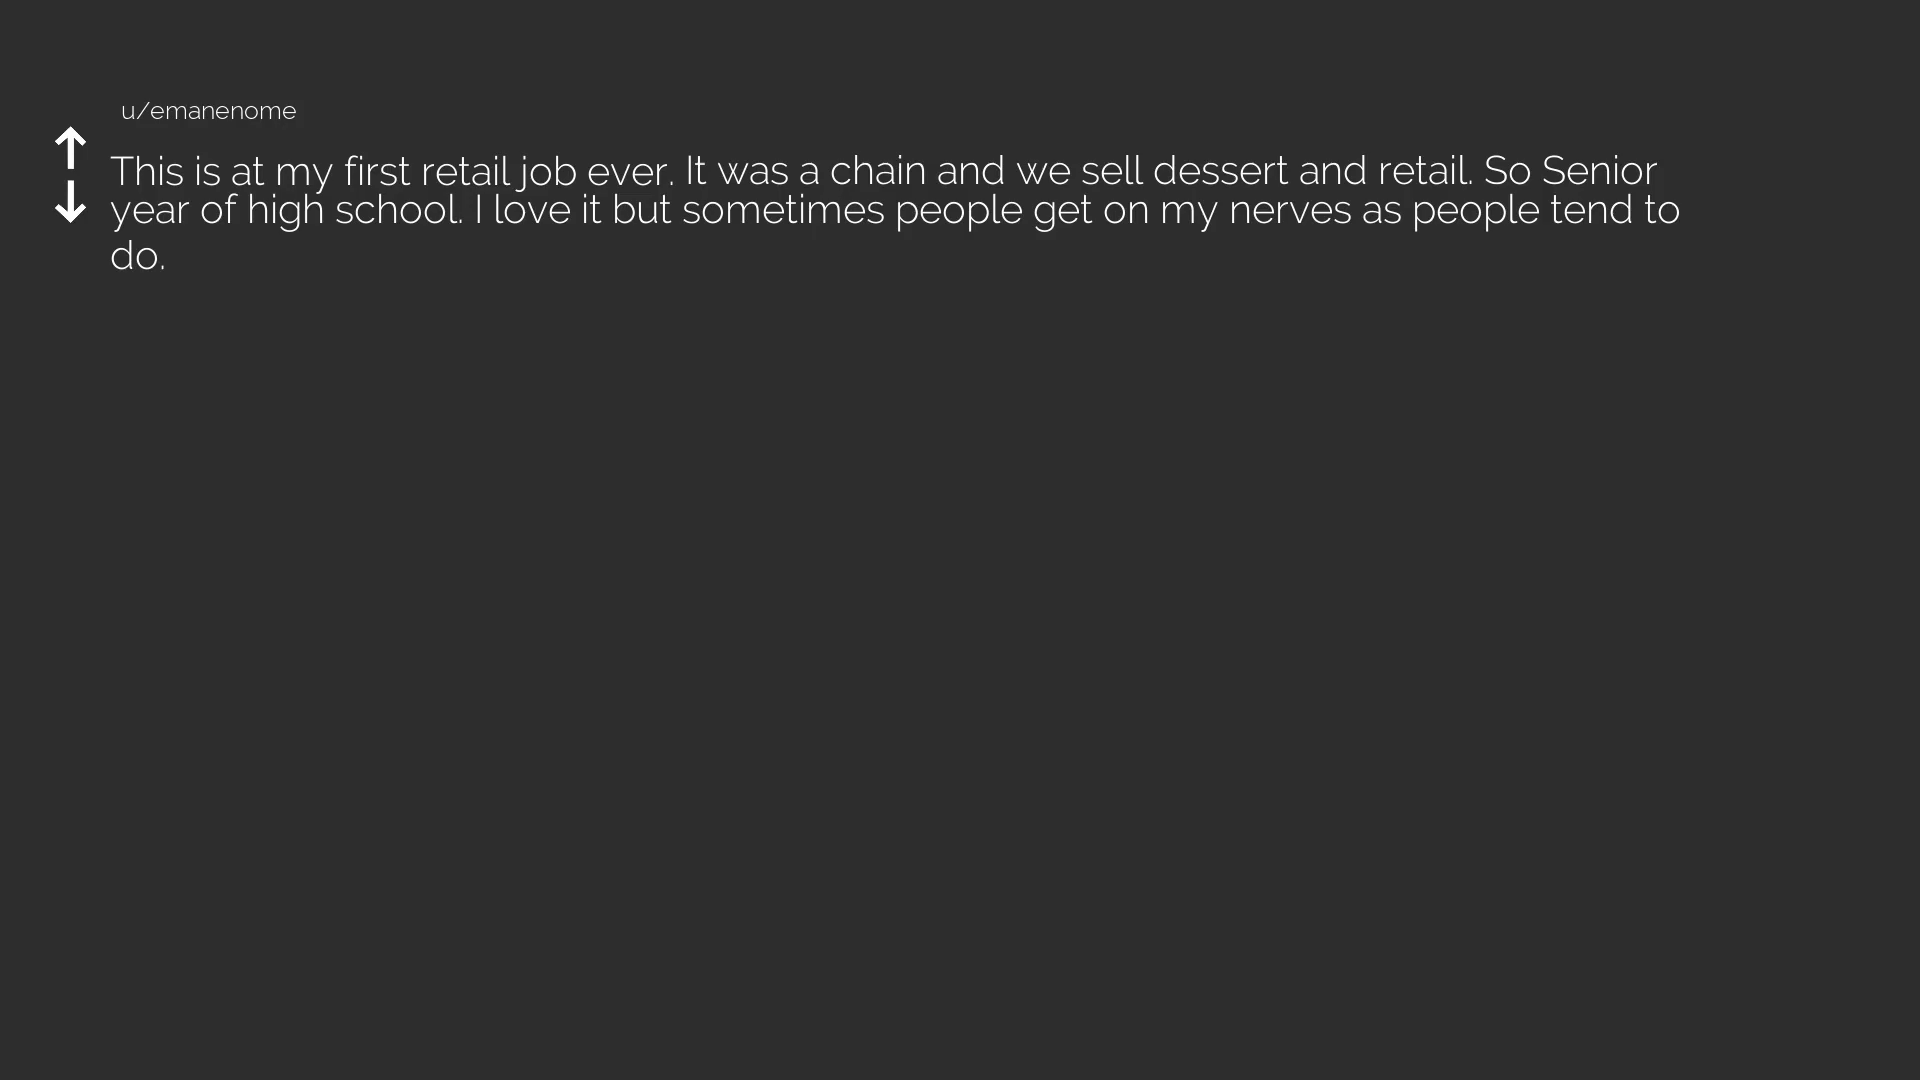 u/emanenome
This is at my first retail job ever. It was a chain and we sell dessert and retail. So Senior
year of high school. I love it but sometimes people get on my nerves as people tend to
do.